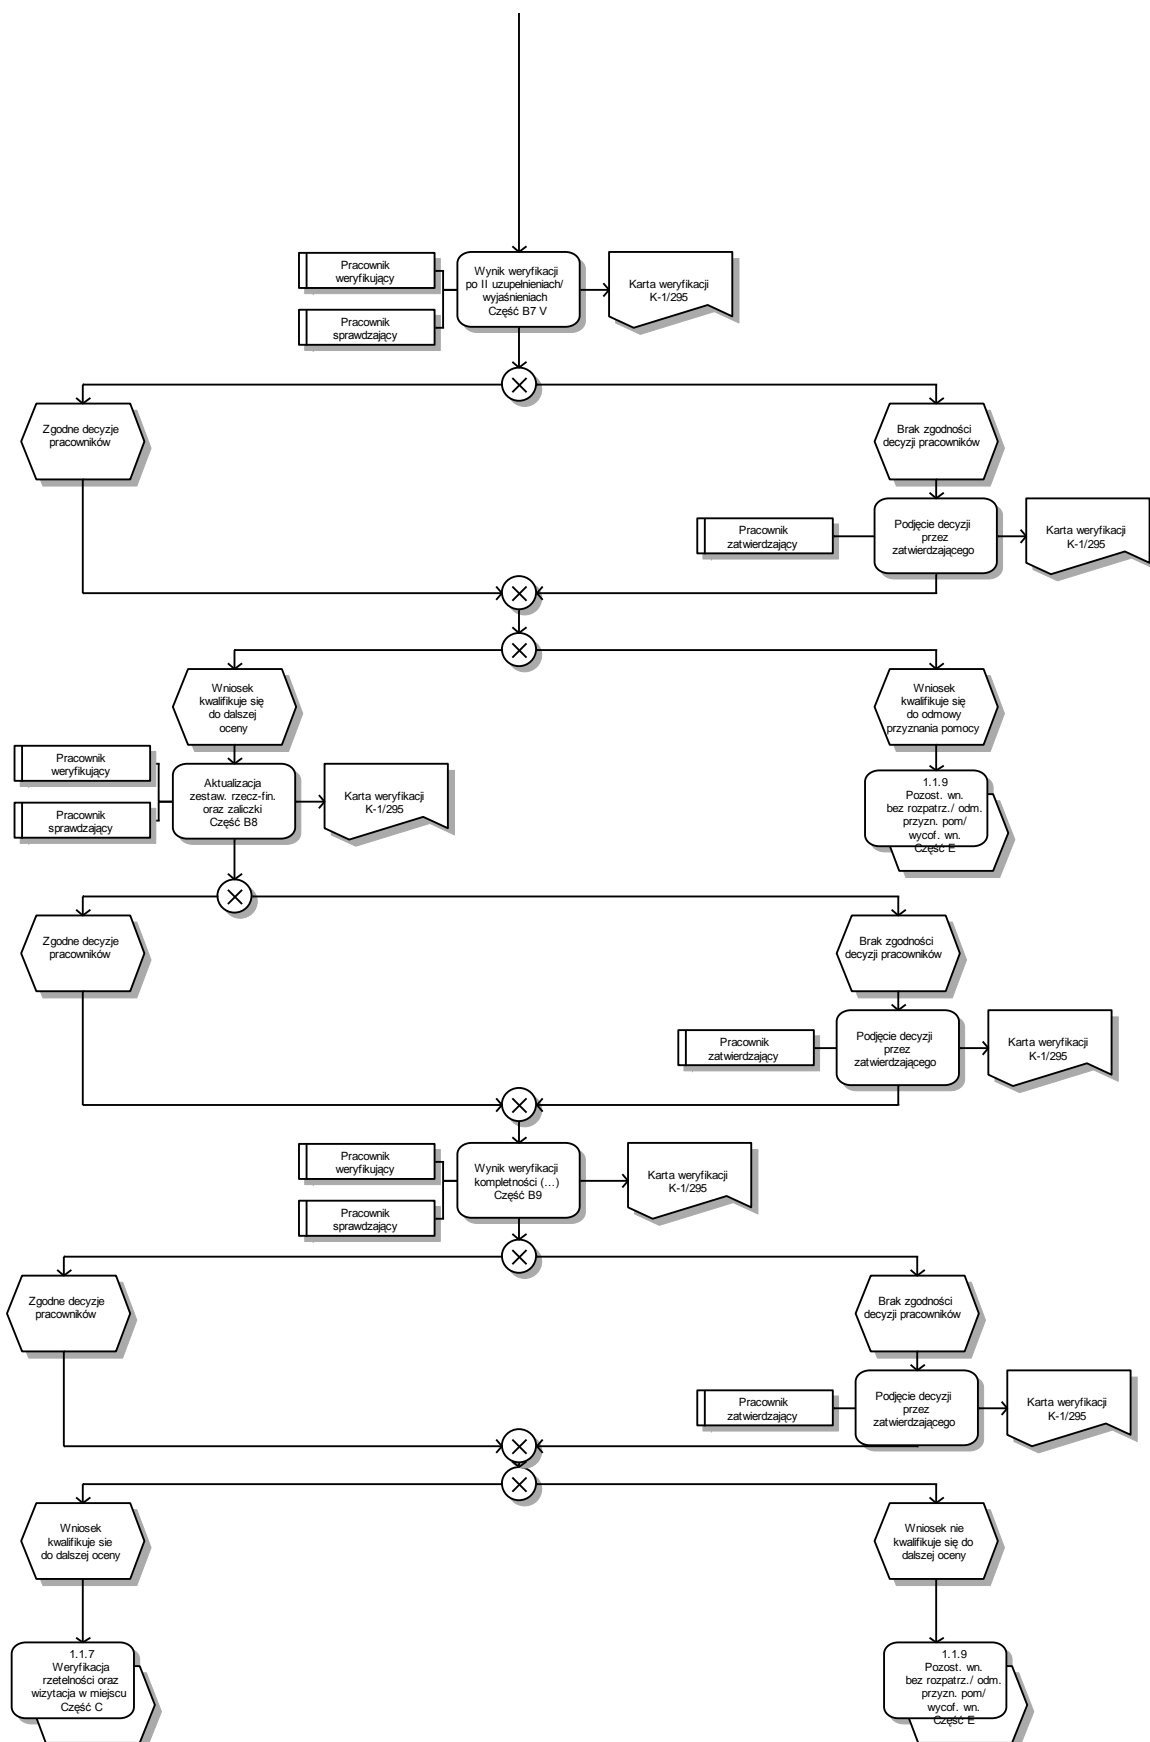 Pracownik
weryfikujący
Wynik weryfikacji
po II uzupełnieniach/
wyjaśnieniach
Część B7 V
Karta weryfikacji
K-1/295
Pracownik
sprawdzający
Zgodne decyzje
pracowników
Brak zgodności
decyzji pracowników
Pracownik
zatwierdzający
Podjęcie decyzji
przez
zatwierdzającego
Karta weryfikacji
K-1/295
Wniosek
kwalifikuje się
do dalszej
oceny
Wniosek
kwalifikuje się
do odmowy
przyznania pomocy
Pracownik
weryfikujący
Pracownik
sprawdzający
Aktualizacja
zestaw. rzecz-fin.
oraz zaliczki
Część B8
Karta weryfikacji
K-1/295
1.1.9
Pozost. wn.
bez rozpatrz./ odm.
przyzn. pom/
wycof. wn.
Część E
Zgodne decyzje
pracowników
Brak zgodności
decyzji pracowników
Pracownik
zatwierdzający
Podjęcie decyzji
przez
zatwierdzającego
Karta weryfikacji
K-1/295
Pracownik
weryfikujący
Pracownik
sprawdzający
Wynik weryfikacji
kompletności (...)
Część B9
Karta weryfikacji
K-1/295
Zgodne decyzje
pracowników
Brak zgodności
decyzji pracowników
Pracownik
zatwierdzający
Podjęcie decyzji
przez
zatwierdzającego
Karta weryfikacji
K-1/295
Wniosek
kwalifikuje sie
do dalszej oceny
Wniosek nie
kwalifikuje się do
dalszej oceny
1.1.7
Weryfikacja
rzetelności oraz
wizytacja w miejscu
Część C
1.1.9
Pozost. wn.
bez rozpatrz./ odm.
przyzn. pom/
wycof. wn.
Część E